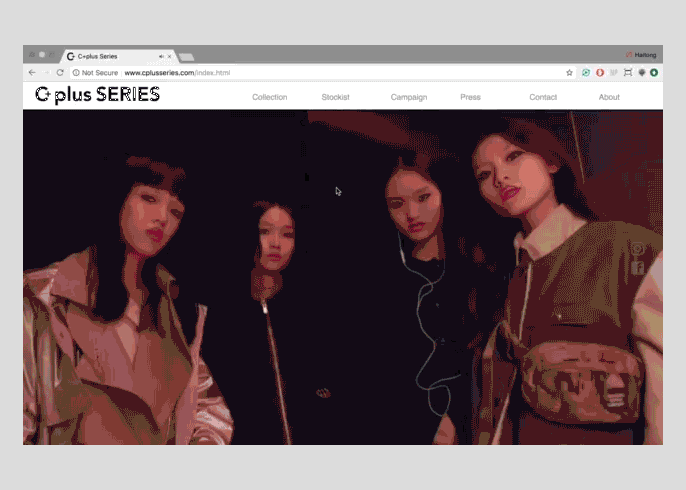 C+plus Series
Hailong
Not Secure | www.cplusseries.com/index.html
C+plus SERIES
Collection
Stockist
Campaign
Press
Contact
About